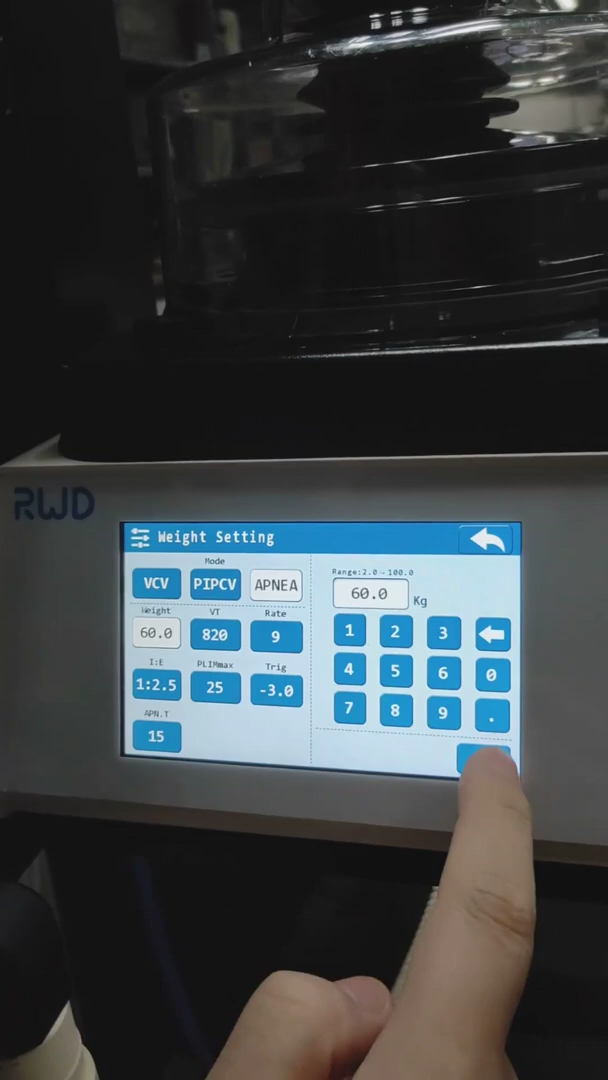 RWD
Weight Setting
Mode
VCV PIPCV APNEA
Weight VT Rate
60.0 820 9
I:E PLIMmax Trig
1:2.5 25 -3.0
APN.T
15
Range:2.0~100.0
60.0 Kg
1 2 3
4 5 6 0
7 8 9 .